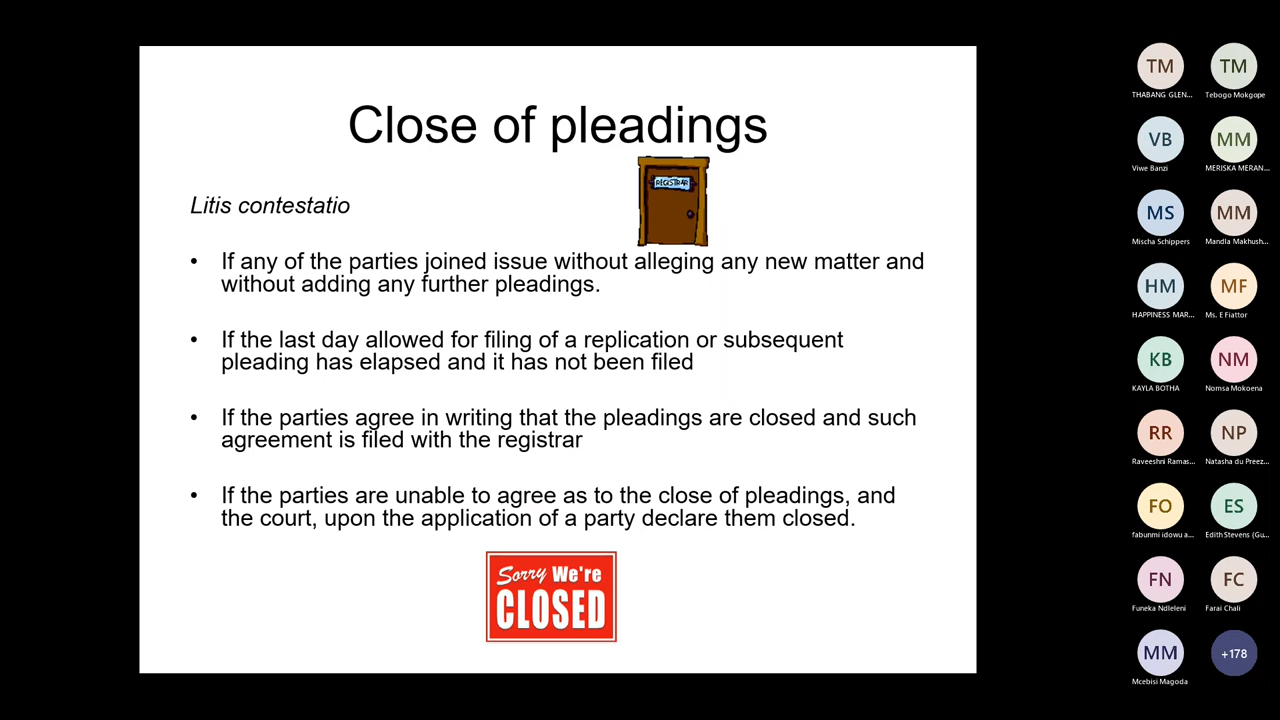 Close of pleadings
REGISTRAR
Litis contestatio
• If any of the parties joined issue without alleging any new matter and
without adding any further pleadings.
• If the last day allowed for filing of a replication or subsequent
pleading has elapsed and it has not been filed
• If the parties agree in writing that the pleadings are closed and such
agreement is filed with the registrar
• If the parties are unable to agree as to the close of pleadings, and
the court, upon the application of a party declare them closed.
Sorry We're
CLOSED
TM TM
THABANG GLEN... Tebogo Mokgope
VB MM
Viwe Banzi MERISKA MERAN...
MS MM
Mischa Schippers Mandla Makhush...
HM MF
HAPPINESS MAR... Ms. E Fiattor
KB NM
KAYLA BOTHA Nomsa Mokoena
RR NP
Raveeshni Ramas... Natasha du Preez...
FO ES
fabunmi idowu a... Edith Stevens (Gu...
FN FC
Funeka Ndleleni Farai Chali
MM +178
Mcebisi Magoda